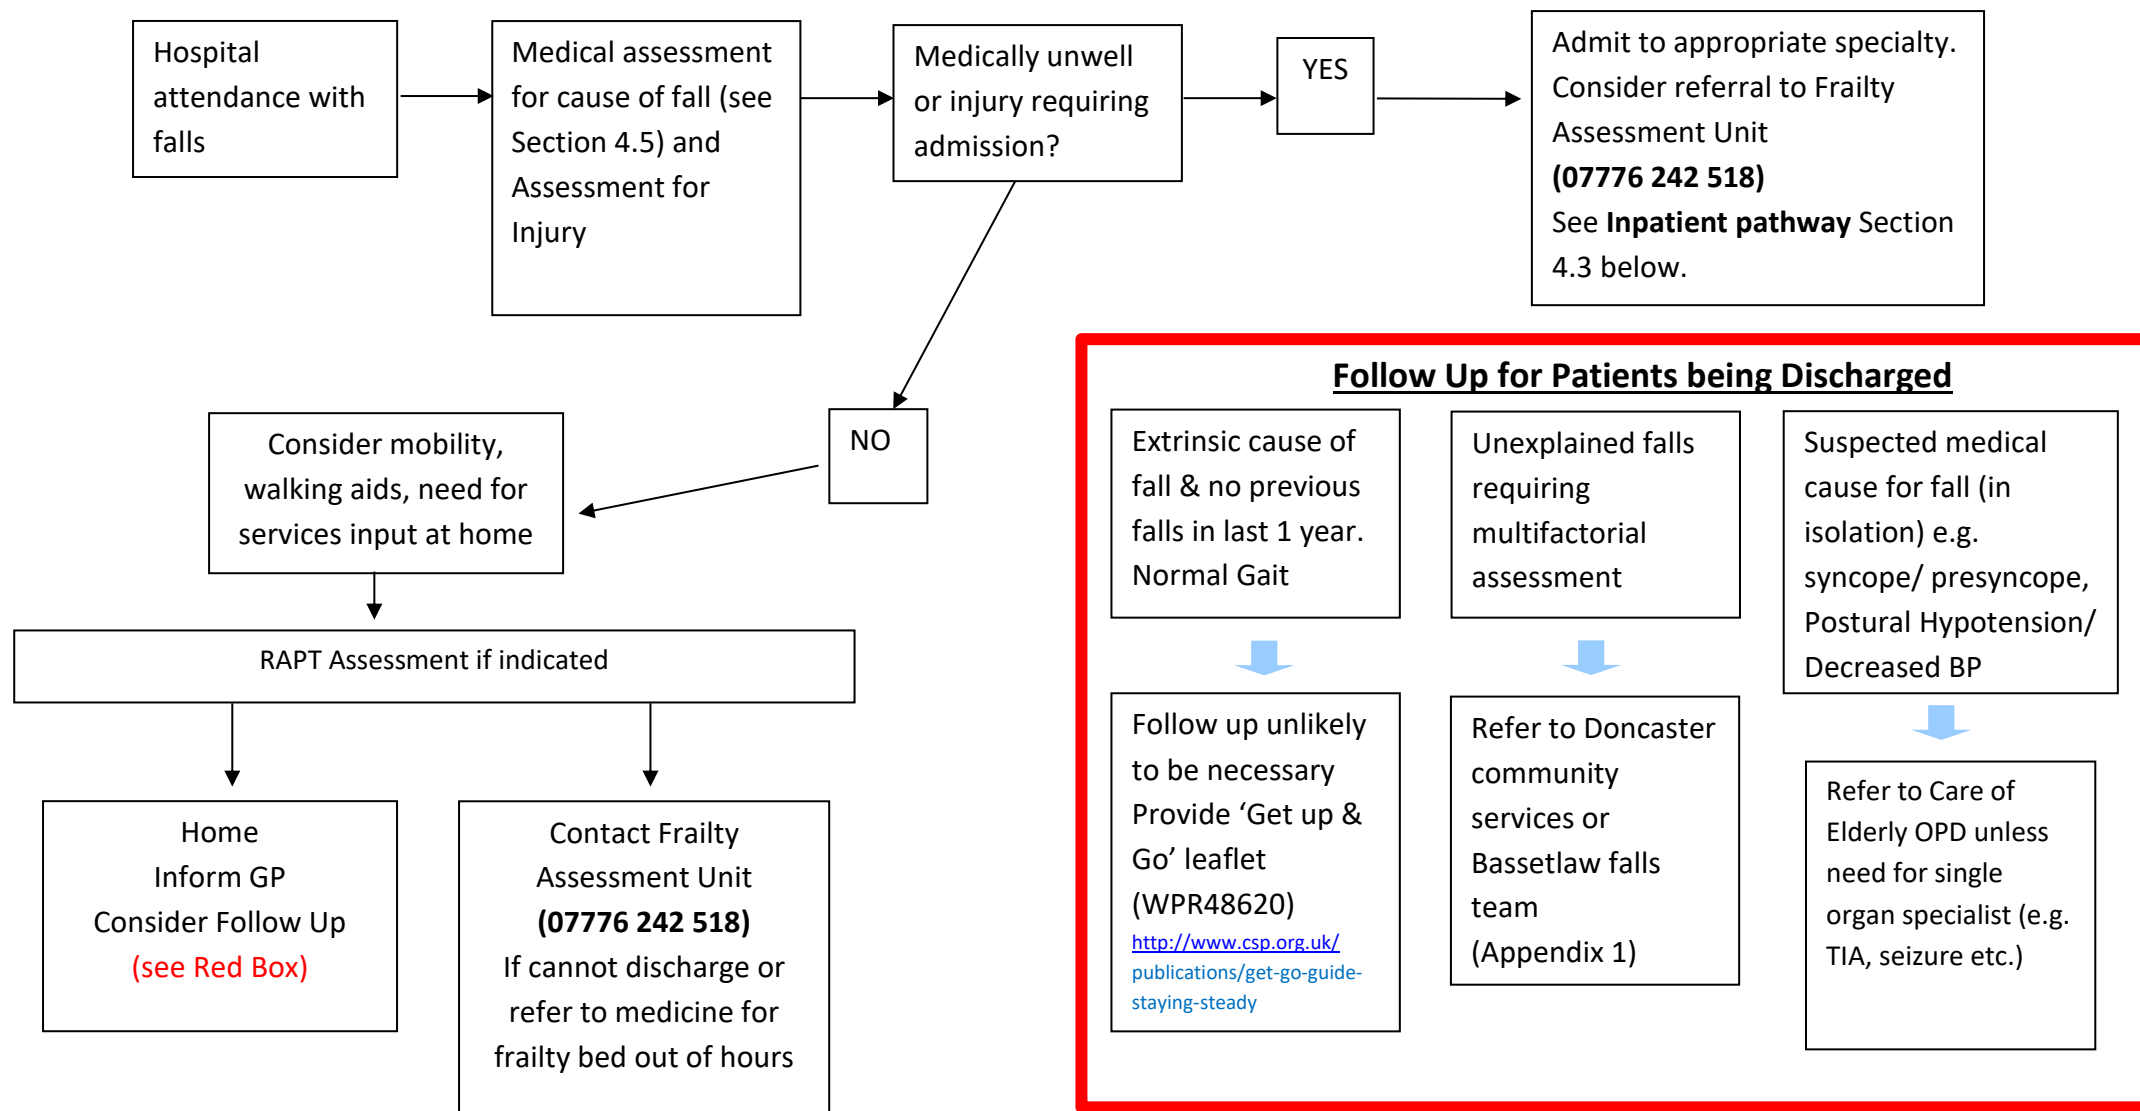 Hospital
attendance with
falls
Medical assessment
for cause of fall (see
Section 4.5) and
Assessment for
Injury
Medically unwell
or injury requiring
admission?
YES
Admit to appropriate specialty.
Consider referral to Frailty
Assessment Unit
(07776 242 518)
See Inpatient pathway Section
4.3 below.
NO
Consider mobility,
walking aids, need for
services input at home
RAPT Assessment if indicated
Home
Inform GP
Consider Follow Up
(see Red Box)
Contact Frailty
Assessment Unit
(07776 242 518)
If cannot discharge or
refer to medicine for
frailty bed out of hours
Follow Up for Patients being Discharged
Extrinsic cause of
fall & no previous
falls in last 1 year.
Normal Gait
Follow up unlikely
to be necessary
Provide ‘Get up &
Go’ leaflet
(WPR48620)
http://www.csp.org.uk/
publications/get-go-guide-
staying-steady
Unexplained falls
requiring
multifactorial
assessment
Refer to Doncaster
community
services or
Bassetlaw falls
team
(Appendix 1)
Suspected medical
cause for fall (in
isolation) e.g.
syncope/ presyncope,
Postural Hypotension/
Decreased BP
Refer to Care of
Elderly OPD unless
need for single
organ specialist (e.g.
TIA, seizure etc.)